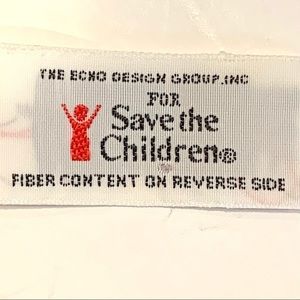 THE ECHO DESIGN GROUP, INC
FOR
Save the
Children®
FIBER CONTENT ON REVERSE SIDE